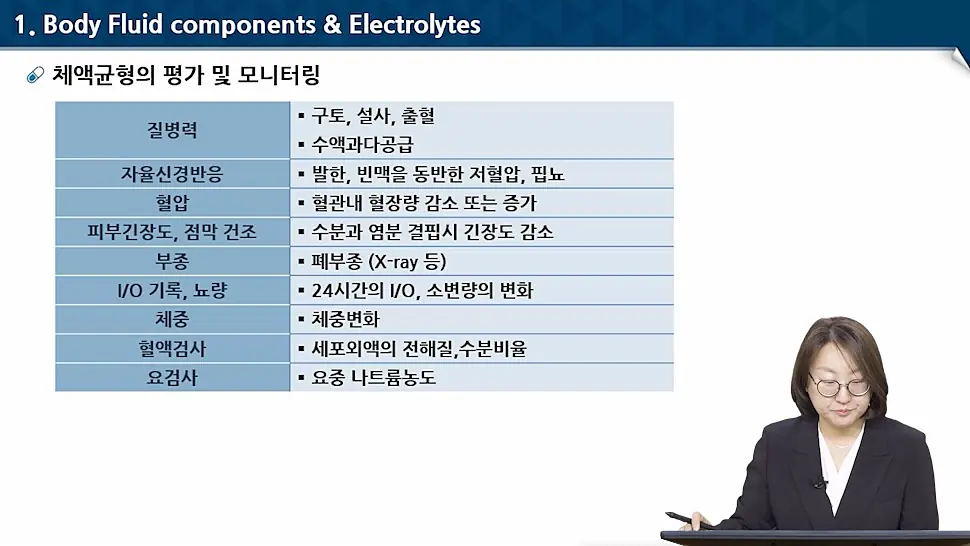 1. Body Fluid components & Electrolytes
체액균형의 평가 및 모니터링
질병력
▪ 구토, 설사, 출혈
▪ 수액과다공급
자율신경반응
▪ 발한, 빈맥을 동반한 저혈압, 핍뇨
혈압
▪ 혈관내 혈장량 감소 또는 증가
피부긴장도, 점막 건조
▪ 수분과 염분 결핍시 긴장도 감소
부종
▪ 폐부종 (X-ray 등)
I/O 기록, 뇨량
▪ 24시간의 I/O, 소변량의 변화
체중
▪ 체중변화
혈액검사
▪ 세포외액의 전해질,수분비율
요검사
▪ 요중 나트륨농도